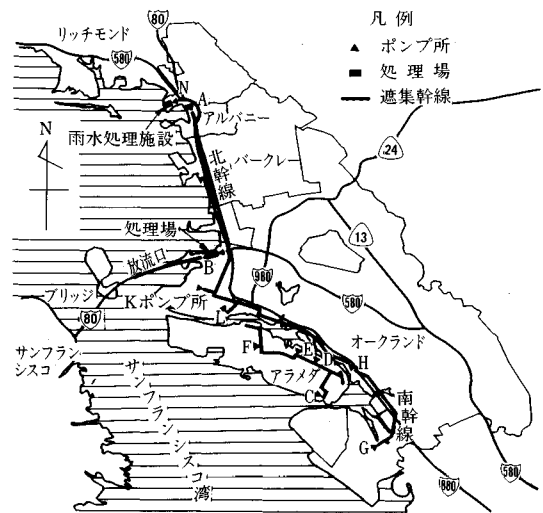 凡例
▲ ポンプ所
■ 処理場
━ 遮集幹線
80
リッチモンド
580
N
A
アルバニー
雨水処理施設
N
北幹線
バークレー
24
処理場
13
放流口
B
980
ブリッジ
Kポンプ所
580
80
L
オークランド
サンフラン
シスコ
F
E
D
H
アラメダ
C
南幹線
サンフランシスコ湾
G
880
580